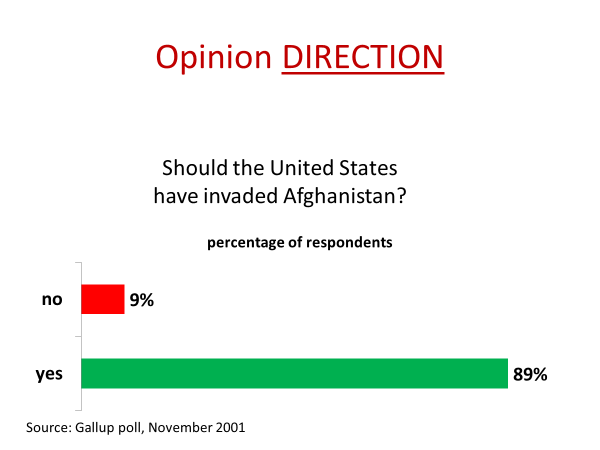 Opinion DIRECTION
Should the United States
have invaded Afghanistan?
percentage of respondents
no 9%
yes 89%
Source: Gallup poll, November 2001